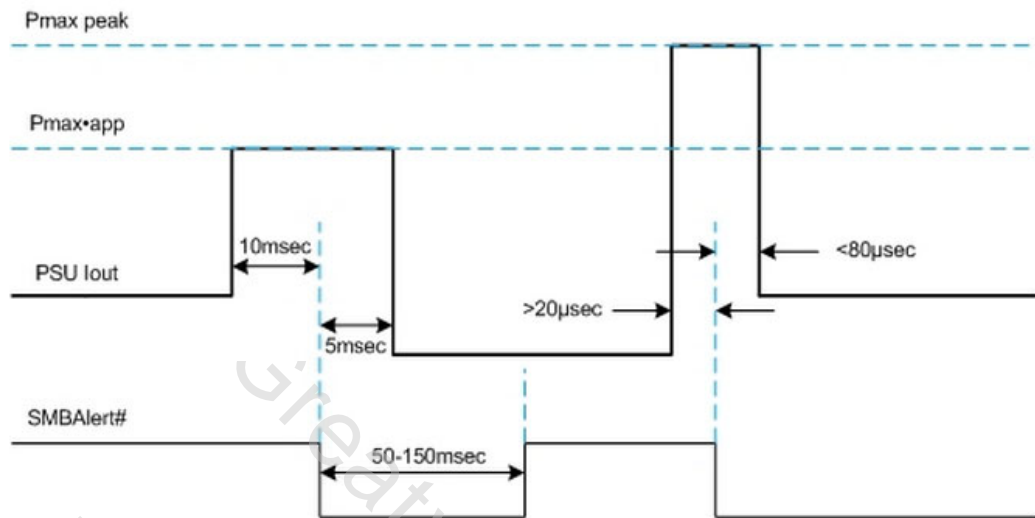 Pmax peak
Pmax•app
10msec
<80µsec
PSU Iout
>20µsec
5msec
SMBAlert#
50-150msec